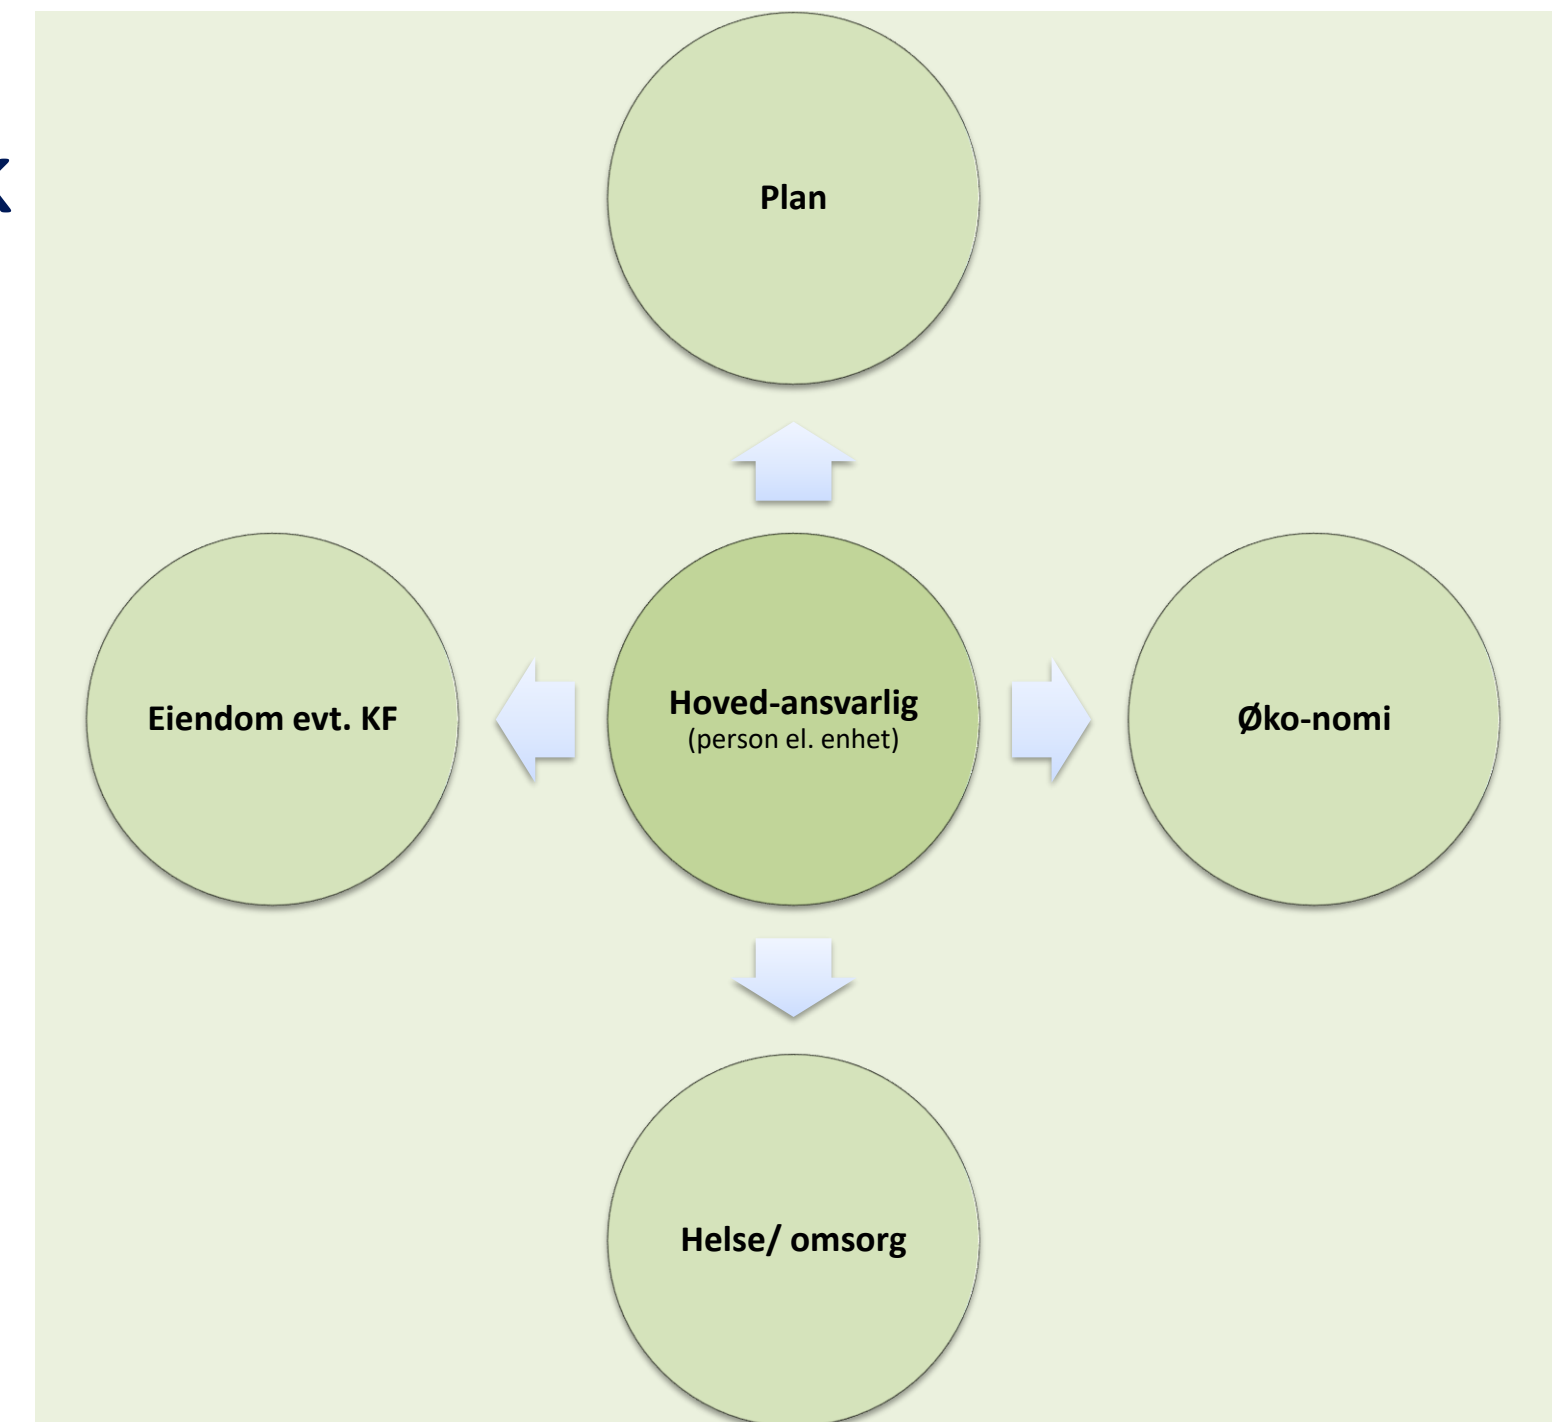 k
Plan
Eiendom evt. KF
Hoved-ansvarlig
(person el. enhet)
Øko-nomi
Helse/ omsorg